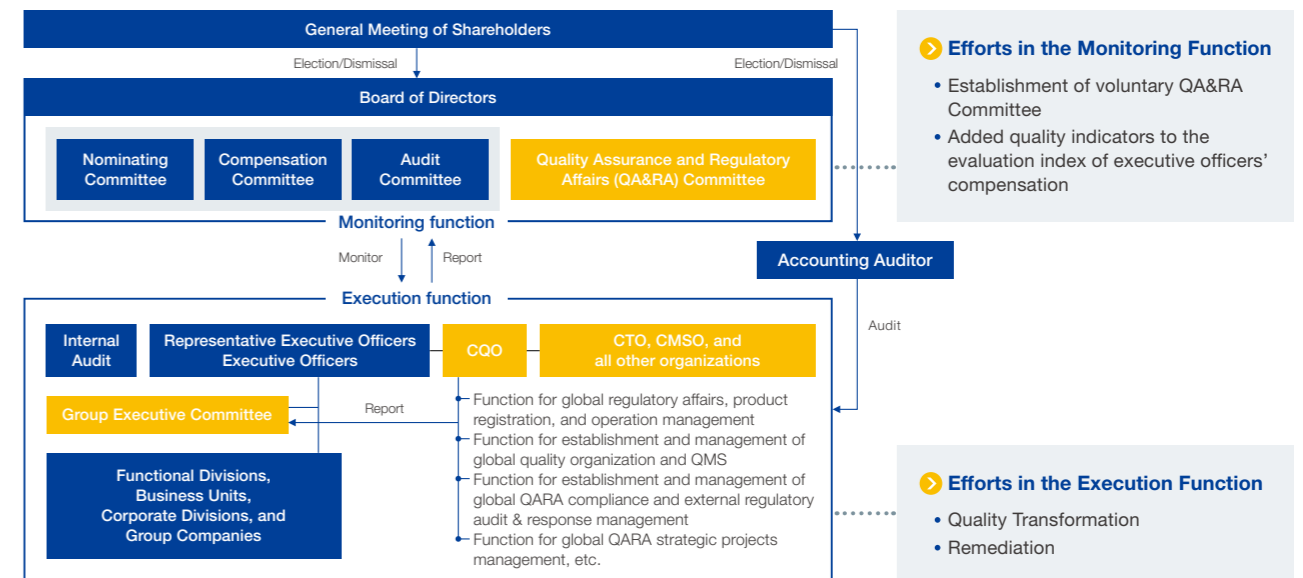 General Meeting of Shareholders
Election/Dismissal
Election/Dismissal
Board of Directors
Nominating
Committee
Compensation
Committee
Audit
Committee
Quality Assurance and Regulatory
Affairs (QA&RA) Committee
Monitoring function
Monitor
Report
Accounting Auditor
Audit
Execution function
Internal
Audit
Representative Executive Officers
Executive Officers
CQO
CTO, CMSO, and
all other organizations
Group Executive Committee
Report
Functional Divisions,
Business Units,
Corporate Divisions, and
Group Companies
Function for global regulatory affairs, product
registration, and operation management
Function for establishment and management of
global quality organization and QMS
Function for establishment and management of
global QARA compliance and external regulatory
audit & response management
Function for global QARA strategic projects
management, etc.
Efforts in the Monitoring Function
• Establishment of voluntary QA&RA
Committee
• Added quality indicators to the
evaluation index of executive officers’
compensation
Efforts in the Execution Function
• Quality Transformation
• Remediation